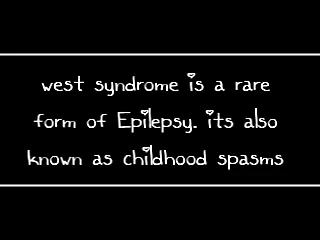 west syndrome is a rare
form of Epilepsy. its also
known as childhood spasms